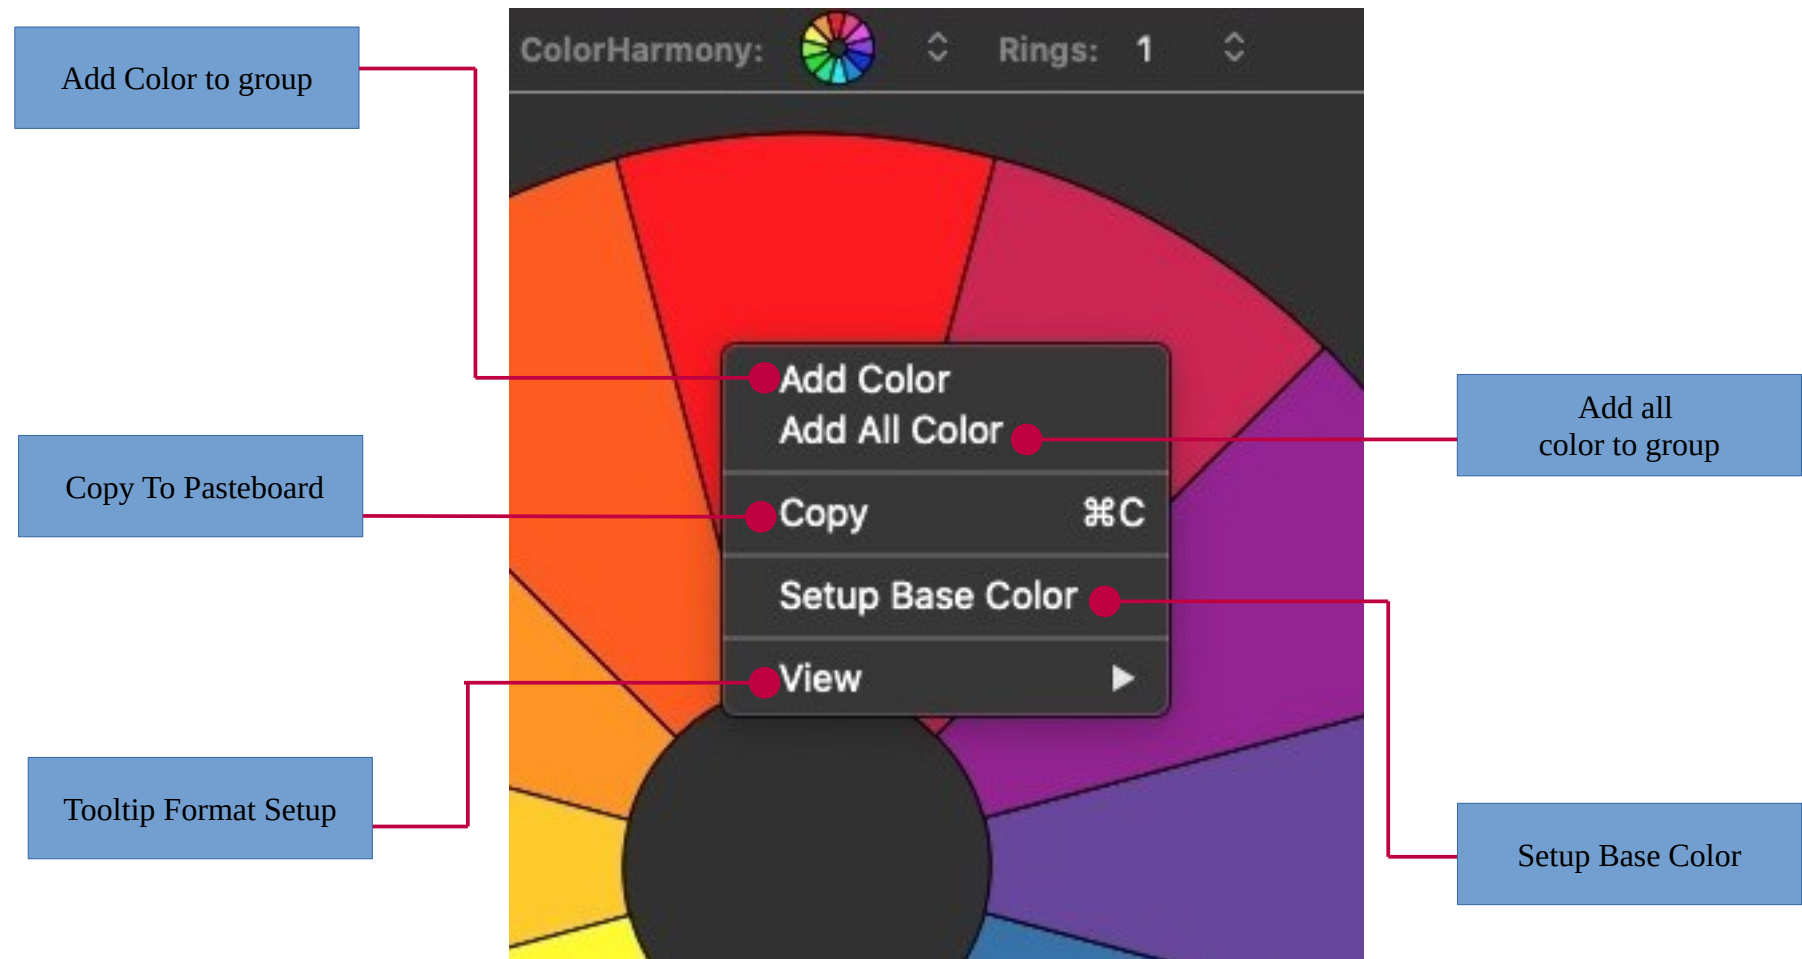 Add Color to group
ColorHarmony: Rings: 1
Add Color
Add All Color
Add all
color to group
Copy To Pasteboard
Copy ⌘C
Setup Base Color
View
Tooltip Format Setup
Setup Base Color